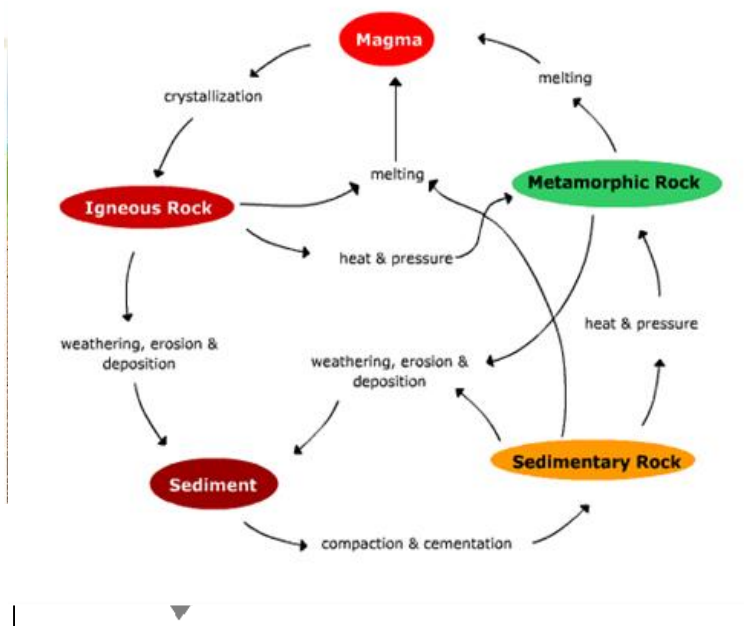 Magma
melting
crystallization
melting
Metamorphic Rock
Igneous Rock
heat & pressure
heat & pressure
weathering, erosion &
deposition
weathering, erosion &
deposition
Sedimentary Rock
Sediment
compaction & cementation